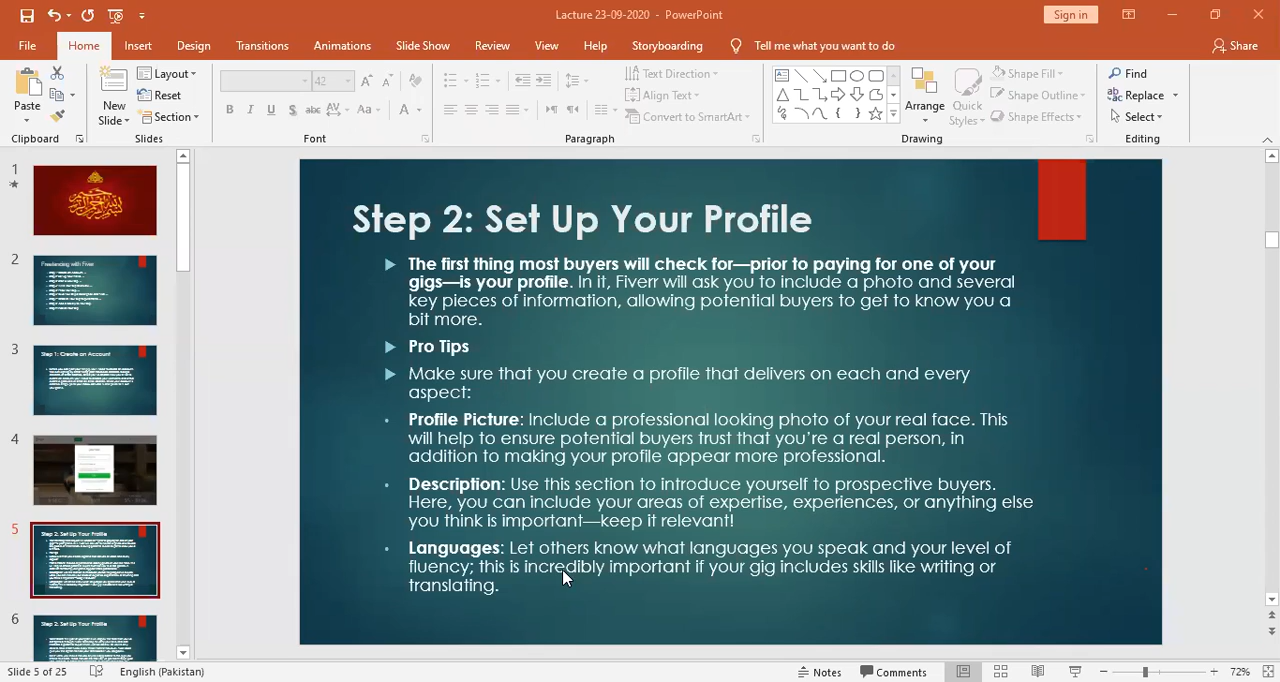 Lacture 23-09-2020 - PowerPoint
Sign in
File Home Insert Design Transitions Animations Slide Show Review View Help Storyboarding Tell me what you want to do Share
Paste
New Slide
Layout
Reset
Section
42
B I U S abc AV Aa A
Text Direction
Align Text
Convert to SmartArt
Arrange
Quick Styles
Shape Fill
Shape Outline
Shape Effects
Find
Replace
Select
Clipboard Slides Font Paragraph Drawing Editing
1
2
Freelancing with Fiver
3
Step 1: Create an Account
4
5
Step 2: Set Up Your Profile
6
Step 2: Set Up Your Profile
Step 2: Set Up Your Profile
The first thing most buyers will check for—prior to paying for one of your
gigs—is your profile. In it, Fiverr will ask you to include a photo and several
key pieces of information, allowing potential buyers to get to know you a
bit more.
Pro Tips
Make sure that you create a profile that delivers on each and every
aspect:
Profile Picture: Include a professional looking photo of your real face. This
will help to ensure potential buyers trust that you're a real person, in
addition to making your profile appear more professional.
Description: Use this section to introduce yourself to prospective buyers.
Here, you can include your areas of expertise, experiences, or anything else
you think is important—keep it relevant!
Languages: Let others know what languages you speak and your level of
fluency; this is incredibly important if your gig includes skills like writing or
translating.
Slide 5 of 25 English (Pakistan) Notes Comments 72%